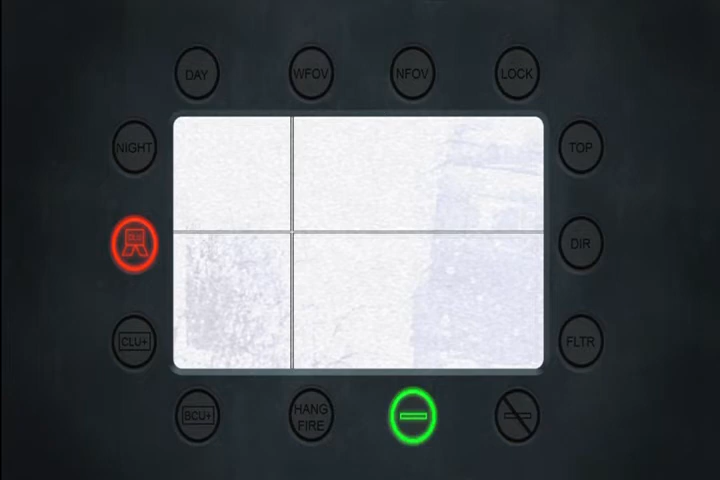 DAY
WFOV
NFOV
LOCK
NIGHT
TOP
DIR
CLU+
FLTR
BCU+
HANG
FIRE